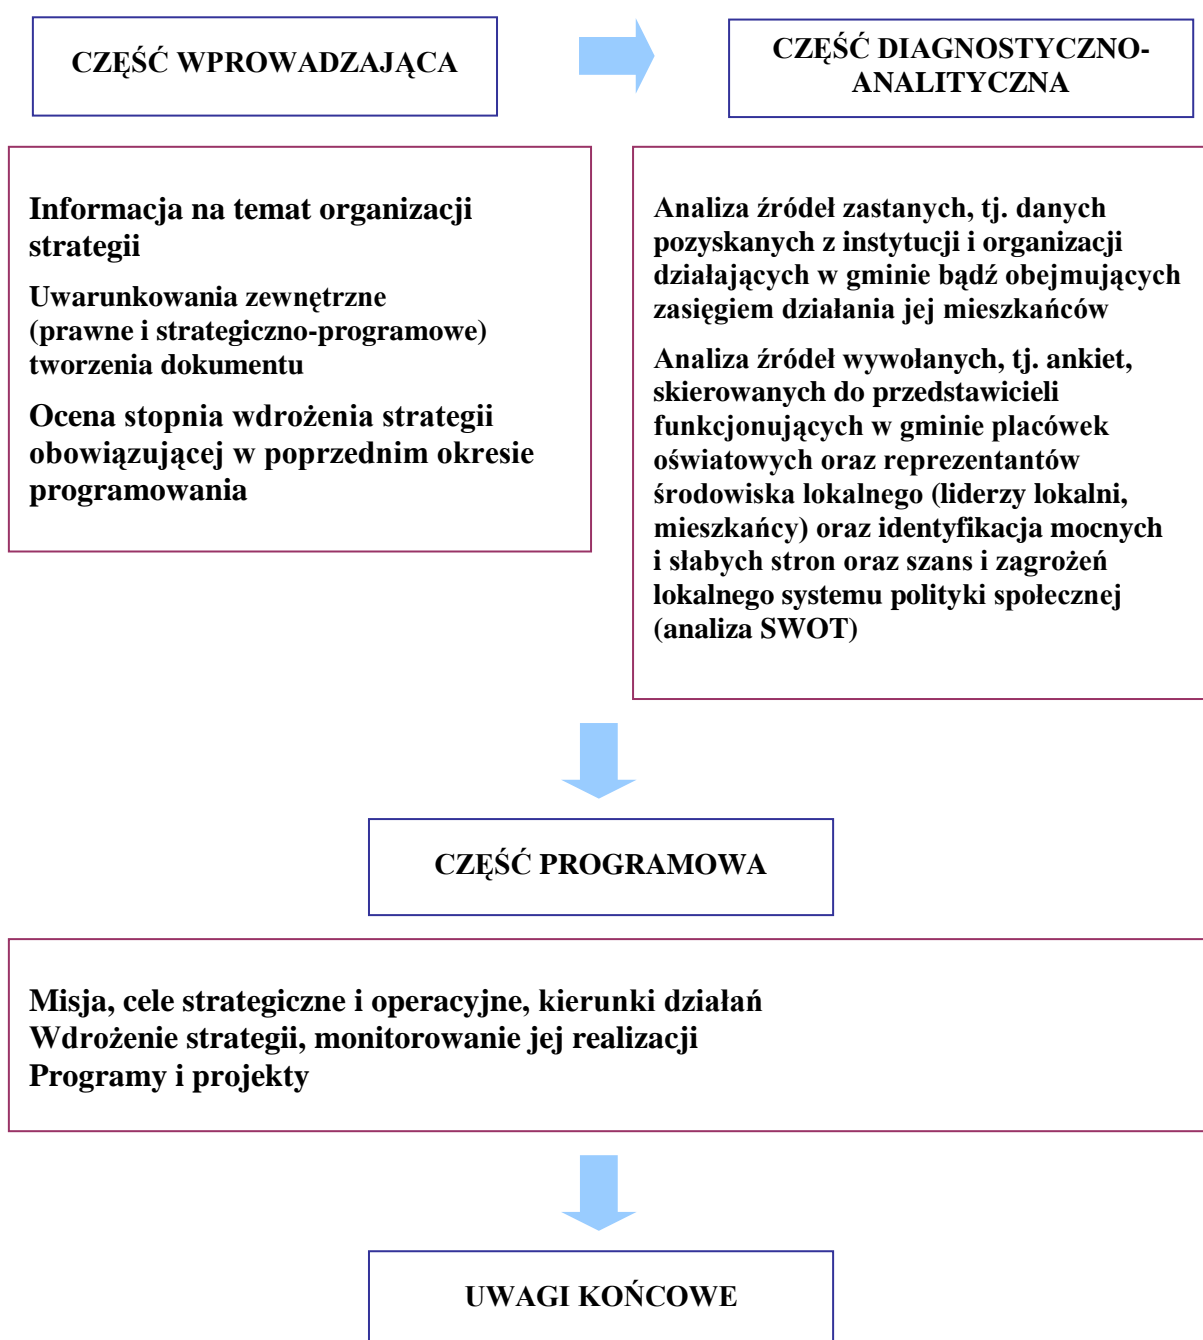 CZĘŚĆ WPROWADZAJĄCA
CZĘŚĆ DIAGNOSTYCZNO-
ANALITYCZNA
Informacja na temat organizacji
strategii
Uwarunkowania zewnętrzne
(prawne i strategiczno-programowe)
tworzenia dokumentu
Ocena stopnia wdrożenia strategii
obowiązującej w poprzednim okresie
programowania
Analiza źródeł zastanych, tj. danych
pozyskanych z instytucji i organizacji
działających w gminie bądź obejmujących
zasięgiem działania jej mieszkańców
Analiza źródeł wywołanych, tj. ankiet,
skierowanych do przedstawicieli
funkcjonujących w gminie placówek
oświatowych oraz reprezentantów
środowiska lokalnego (liderzy lokalni,
mieszkańcy) oraz identyfikacja mocnych
i słabych stron oraz szans i zagrożeń
lokalnego systemu polityki społecznej
(analiza SWOT)
CZĘŚĆ PROGRAMOWA
Misja, cele strategiczne i operacyjne, kierunki działań
Wdrożenie strategii, monitorowanie jej realizacji
Programy i projekty
UWAGI KOŃCOWE